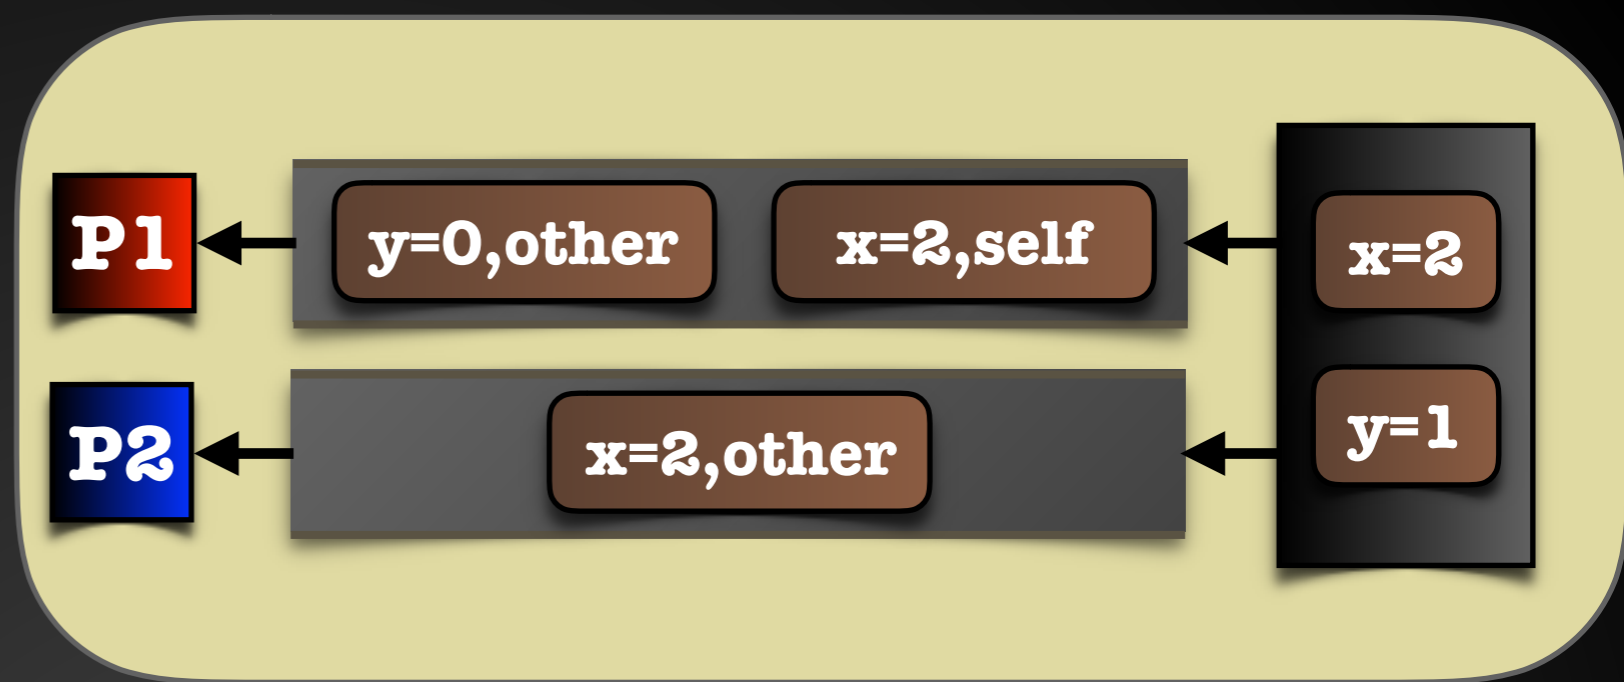 P1
y=0,other
x=2,self
x=2
P2
x=2,other
y=1